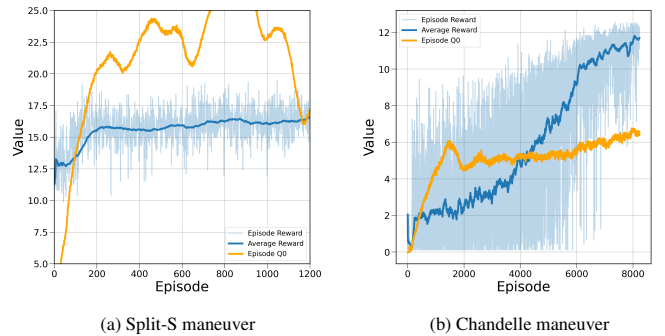 25.0
22.5
20.0
17.5
15.0
12.5
10.0
7.5
5.0
Value
0 200 400 600 800 1000 1200
Episode
Episode Reward
Average Reward
Episode Q0
(a) Split-S maneuver
12
10
8
6
4
2
0
Value
0 2000 4000 6000 8000
Episode
Episode Reward
Average Reward
Episode Q0
(b) Chandelle maneuver